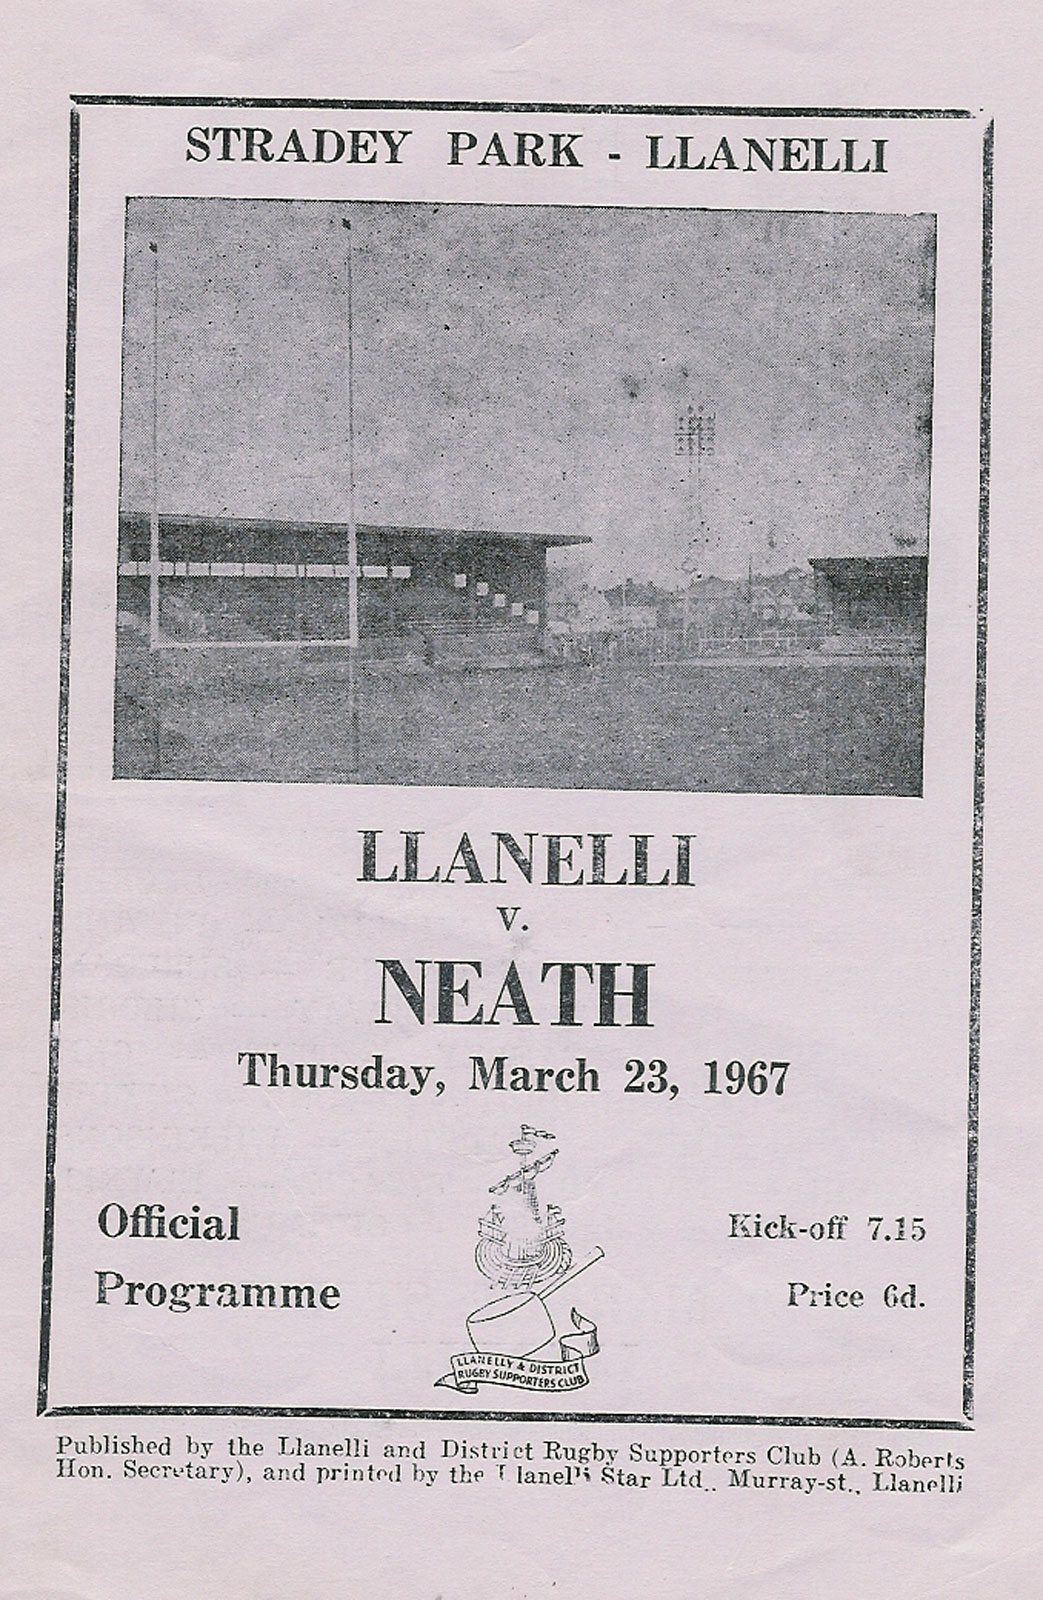 STRADEY PARK - LLANELLI
LLANELLI
v.
NEATH
Thursday, March 23, 1967
Official
Programme
Kick-off 7.15
Price 6d.
LLANELLY & DISTRICT
RUGBY SUPPORTERS CLUB
Published by the Llanelli and District Rugby Supporters Club (A. Roberts
Hon. Secretary), and printed by the Llanelli Star Ltd., Murray-st., Llanelli